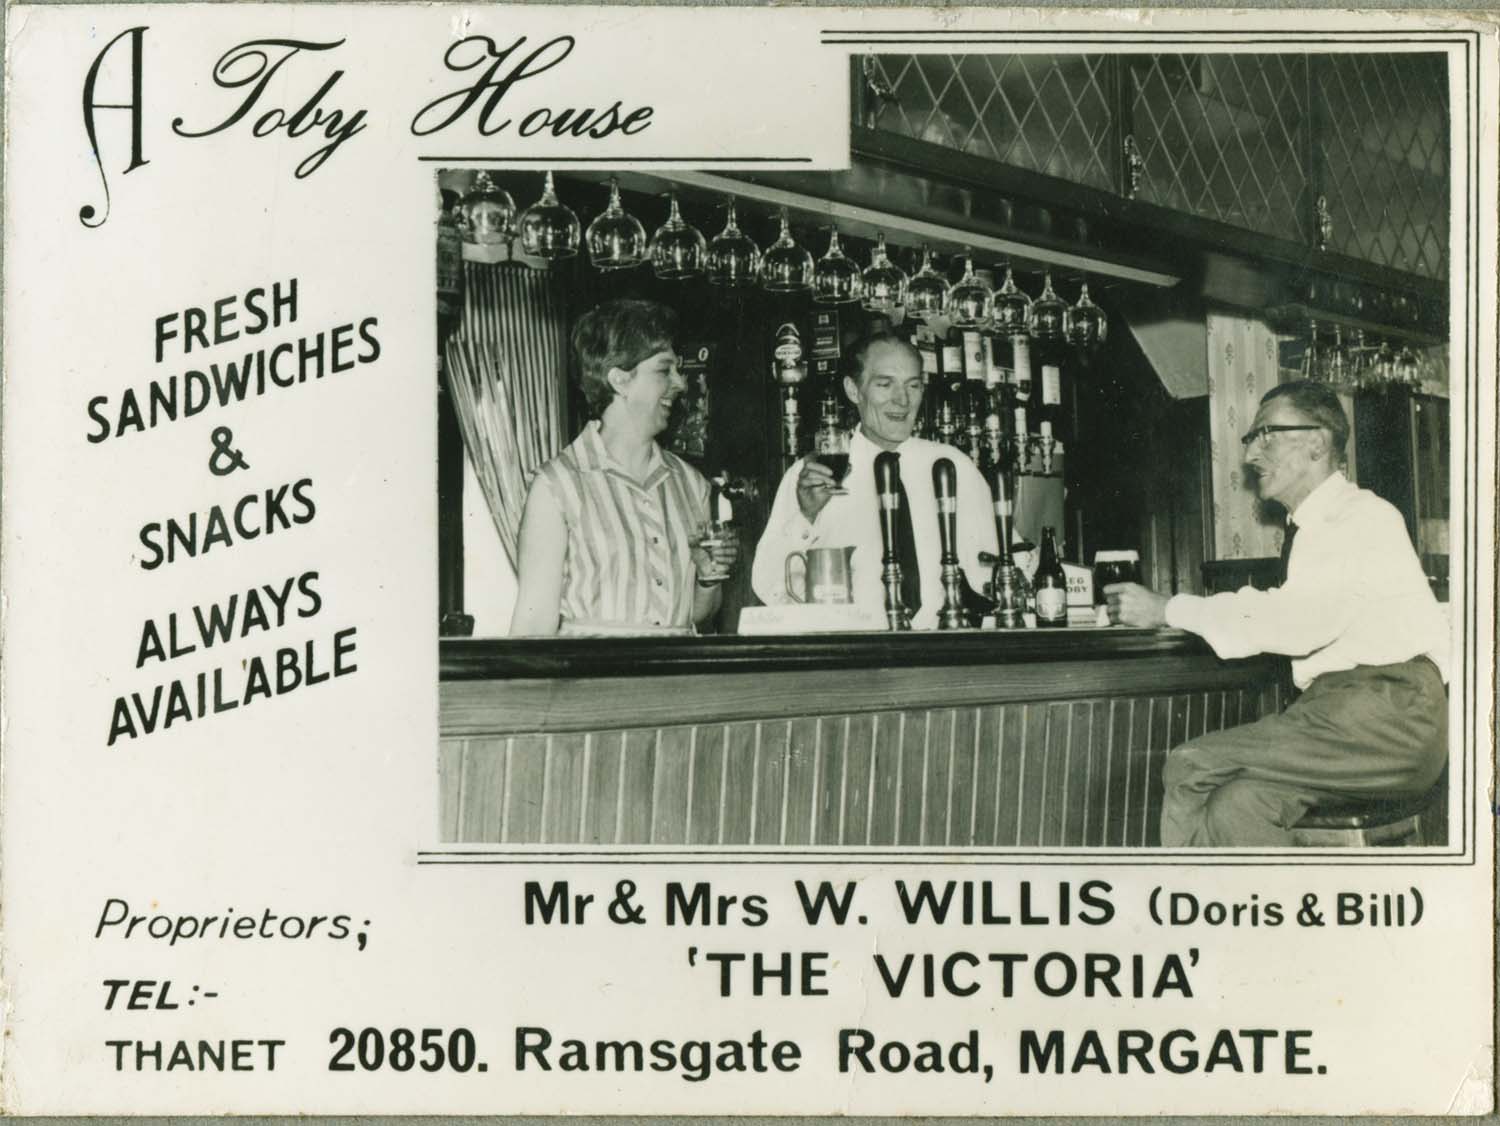 A Toby House
FRESH
SANDWICHES
&
SNACKS
ALWAYS
AVAILABLE
Proprietors;
Mr & Mrs W. WILLIS (Doris & Bill)
'THE VICTORIA'
TEL:-
THANET 20850. Ramsgate Road, MARGATE.